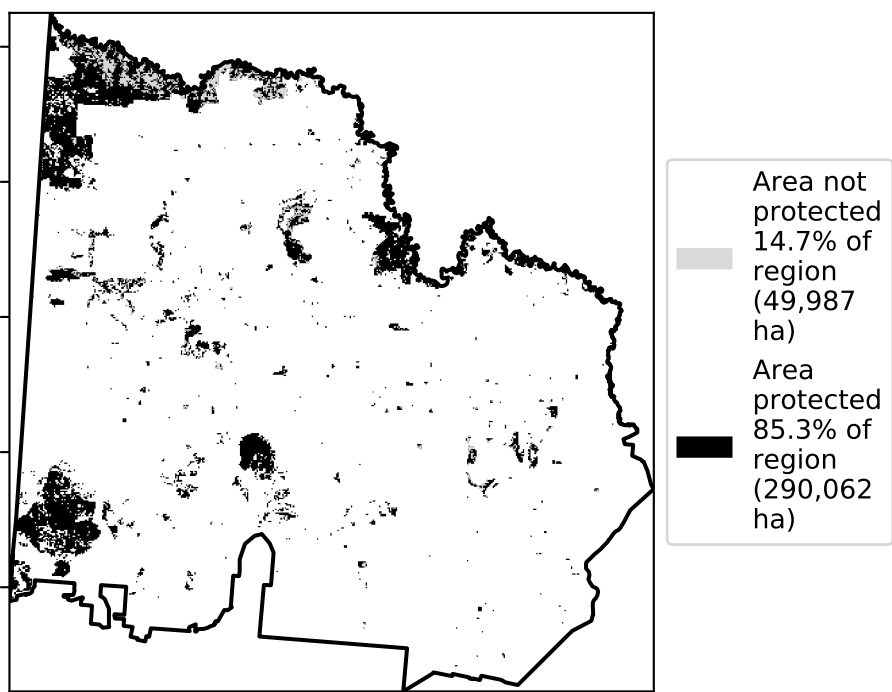 Area not
protected
14.7% of
region
(49,987
ha)
Area
protected
85.3% of
region
(290,062
ha)